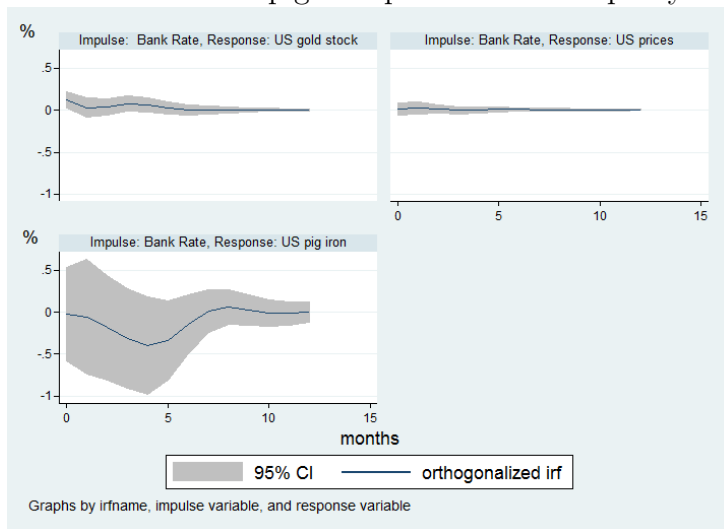 %
Impulse: Bank Rate, Response: US gold stock
Impulse: Bank Rate, Response: US prices
.5
0
-.5
-1
0 5 10 15
%
Impulse: Bank Rate, Response: US pig iron
.5
0
-.5
-1
0 5 10 15
months
95% CI orthogonalized irf
Graphs by irfname, impulse variable, and response variable